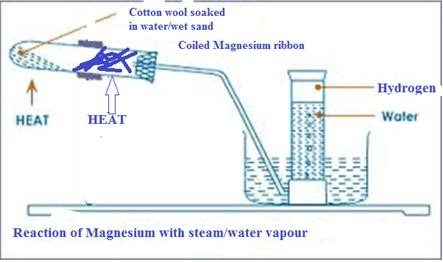 Cotton wool soaked
in water/wet sand
Coiled Magnesium ribbon
Hydrogen
Water
HEAT
HEAT
Reaction of Magnesium with steam/water vapour